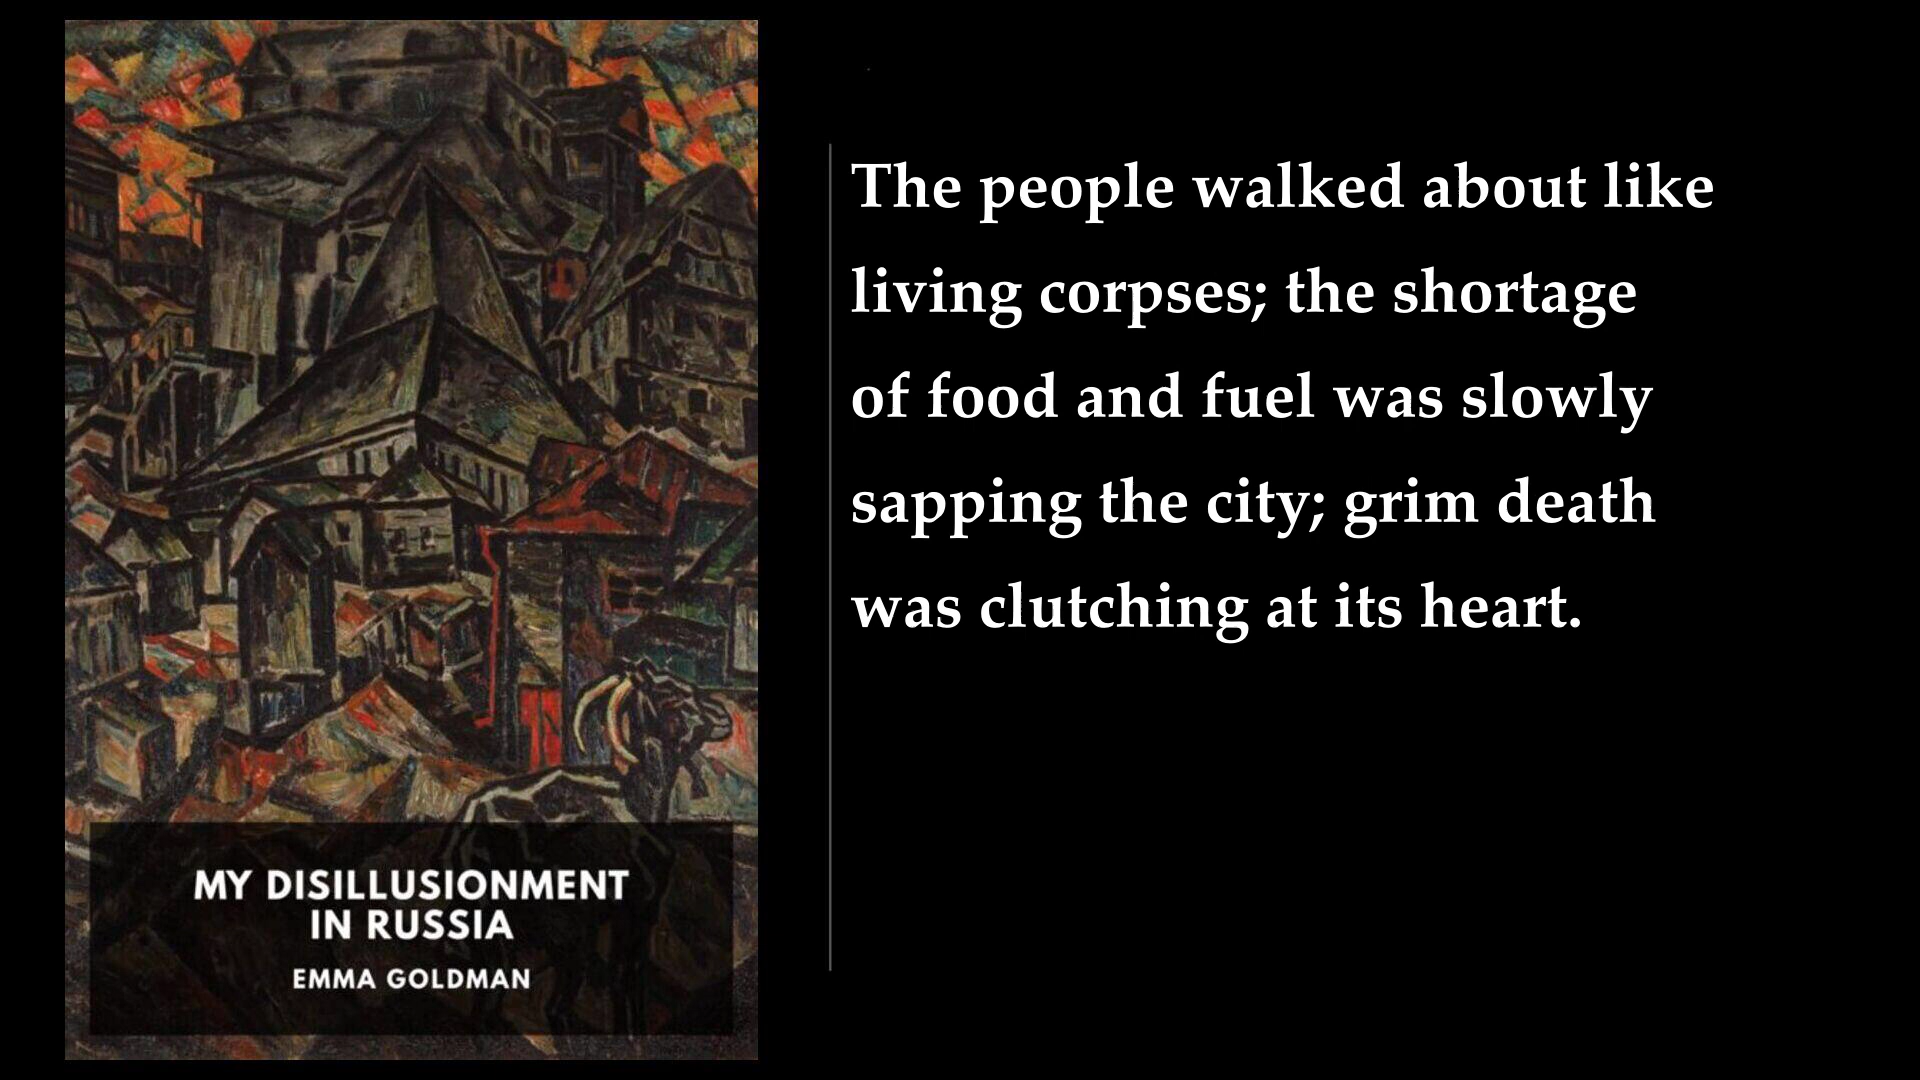 The people walked about like
living corpses; the shortage
of food and fuel was slowly
sapping the city; grim death
was clutching at its heart.
MY DISILLUSIONMENT
IN RUSSIA
EMMA GOLDMAN